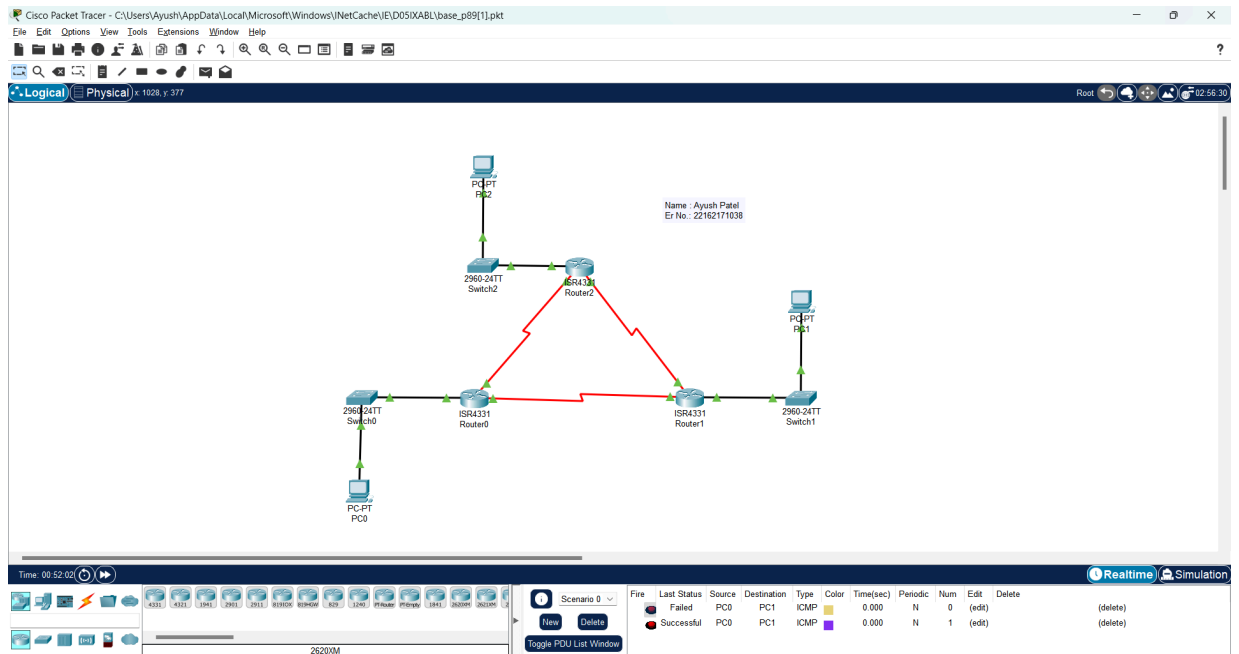 Cisco Packet Tracer - C:\Users\Ayush\AppData\Local\Microsoft\Windows\INetCache\IE\D05IXABL\base_p89[1].pkt
File Edit Options View Tools Extensions Window Help
?
Logical Physical x: 1028, y: 377 Root 02:56:30
PC-PT
PC2
Name : Ayush Patel
Er No.: 22162171038
2960-24TT
Switch2
ISR4331
Router2
PC-PT
PC1
2960-24TT
Switch0
ISR4331
Router0
ISR4331
Router1
2960-24TT
Switch1
PC-PT
PC0
Time: 00:52:02 Realtime Simulation
4331 4321 1941 2901 2911 819IOX 819HGW 829 1240 PT-Router PT-Empty 1841 2620XM 2621XM
2620XM
Scenario 0
New Delete
Toggle PDU List Window
Fire Last Status Source Destination Type Color Time(sec) Periodic Num Edit Delete
Failed PC0 PC1 ICMP 0.000 N 0 (edit) (delete)
Successful PC0 PC1 ICMP 0.000 N 1 (edit) (delete)